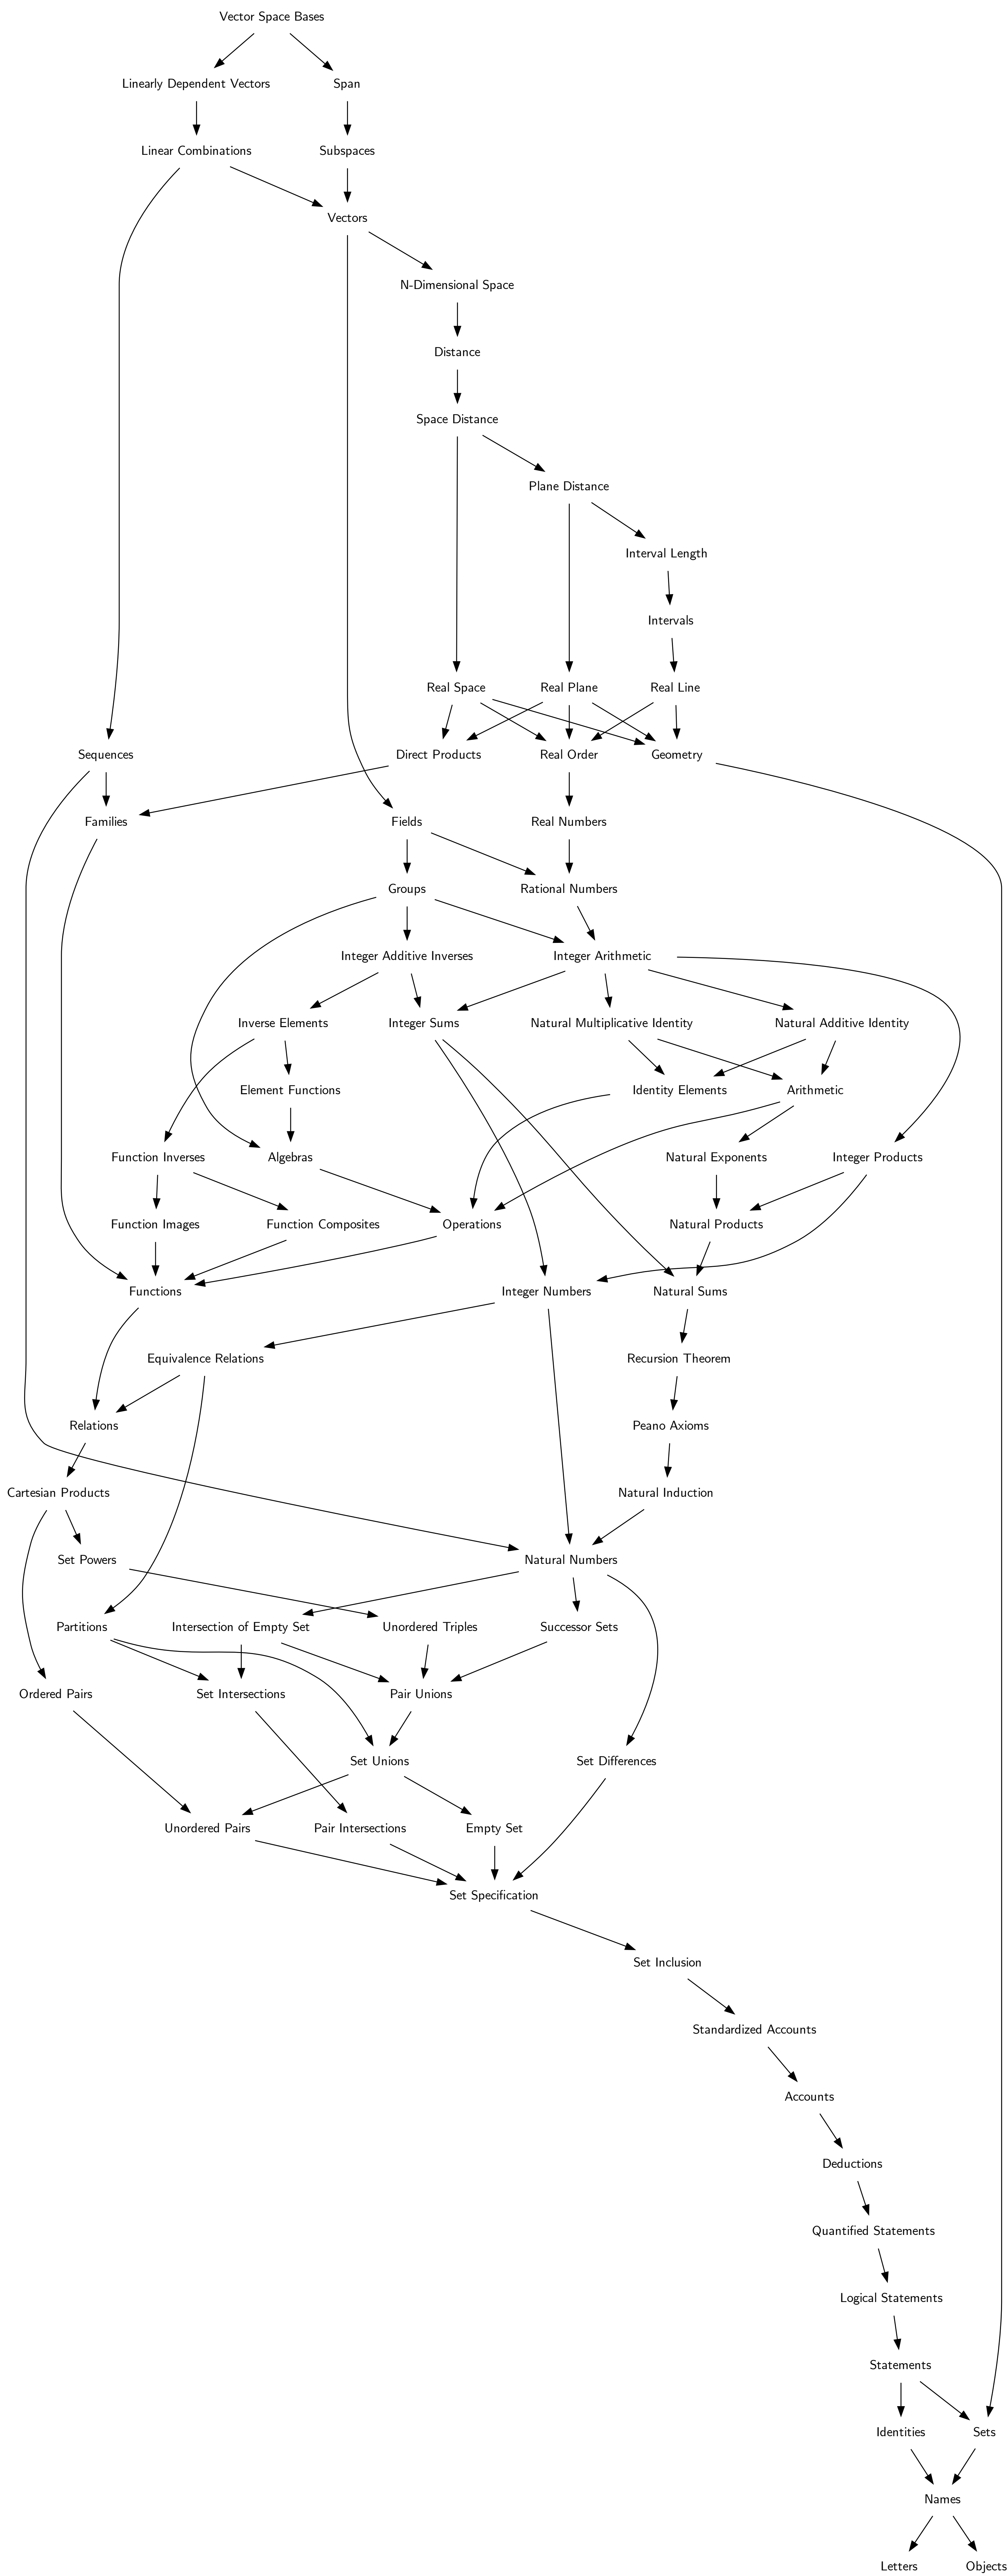 Vector Space Bases
Linearly Dependent Vectors
Span
Linear Combinations
Subspaces
Vectors
N-Dimensional Space
Distance
Space Distance
Plane Distance
Interval Length
Intervals
Real Space
Real Plane
Real Line
Sequences
Direct Products
Real Order
Geometry
Families
Fields
Real Numbers
Groups
Rational Numbers
Integer Additive Inverses
Integer Arithmetic
Inverse Elements
Integer Sums
Natural Multiplicative Identity
Natural Additive Identity
Element Functions
Identity Elements
Arithmetic
Function Inverses
Algebras
Natural Exponents
Integer Products
Function Images
Function Composites
Operations
Natural Products
Functions
Integer Numbers
Natural Sums
Equivalence Relations
Recursion Theorem
Relations
Peano Axioms
Cartesian Products
Natural Induction
Set Powers
Natural Numbers
Partitions
Intersection of Empty Set
Unordered Triples
Successor Sets
Ordered Pairs
Set Intersections
Pair Unions
Set Unions
Set Differences
Unordered Pairs
Pair Intersections
Empty Set
Set Specification
Set Inclusion
Standardized Accounts
Accounts
Deductions
Quantified Statements
Logical Statements
Statements
Identities
Sets
Names
Letters
Objects